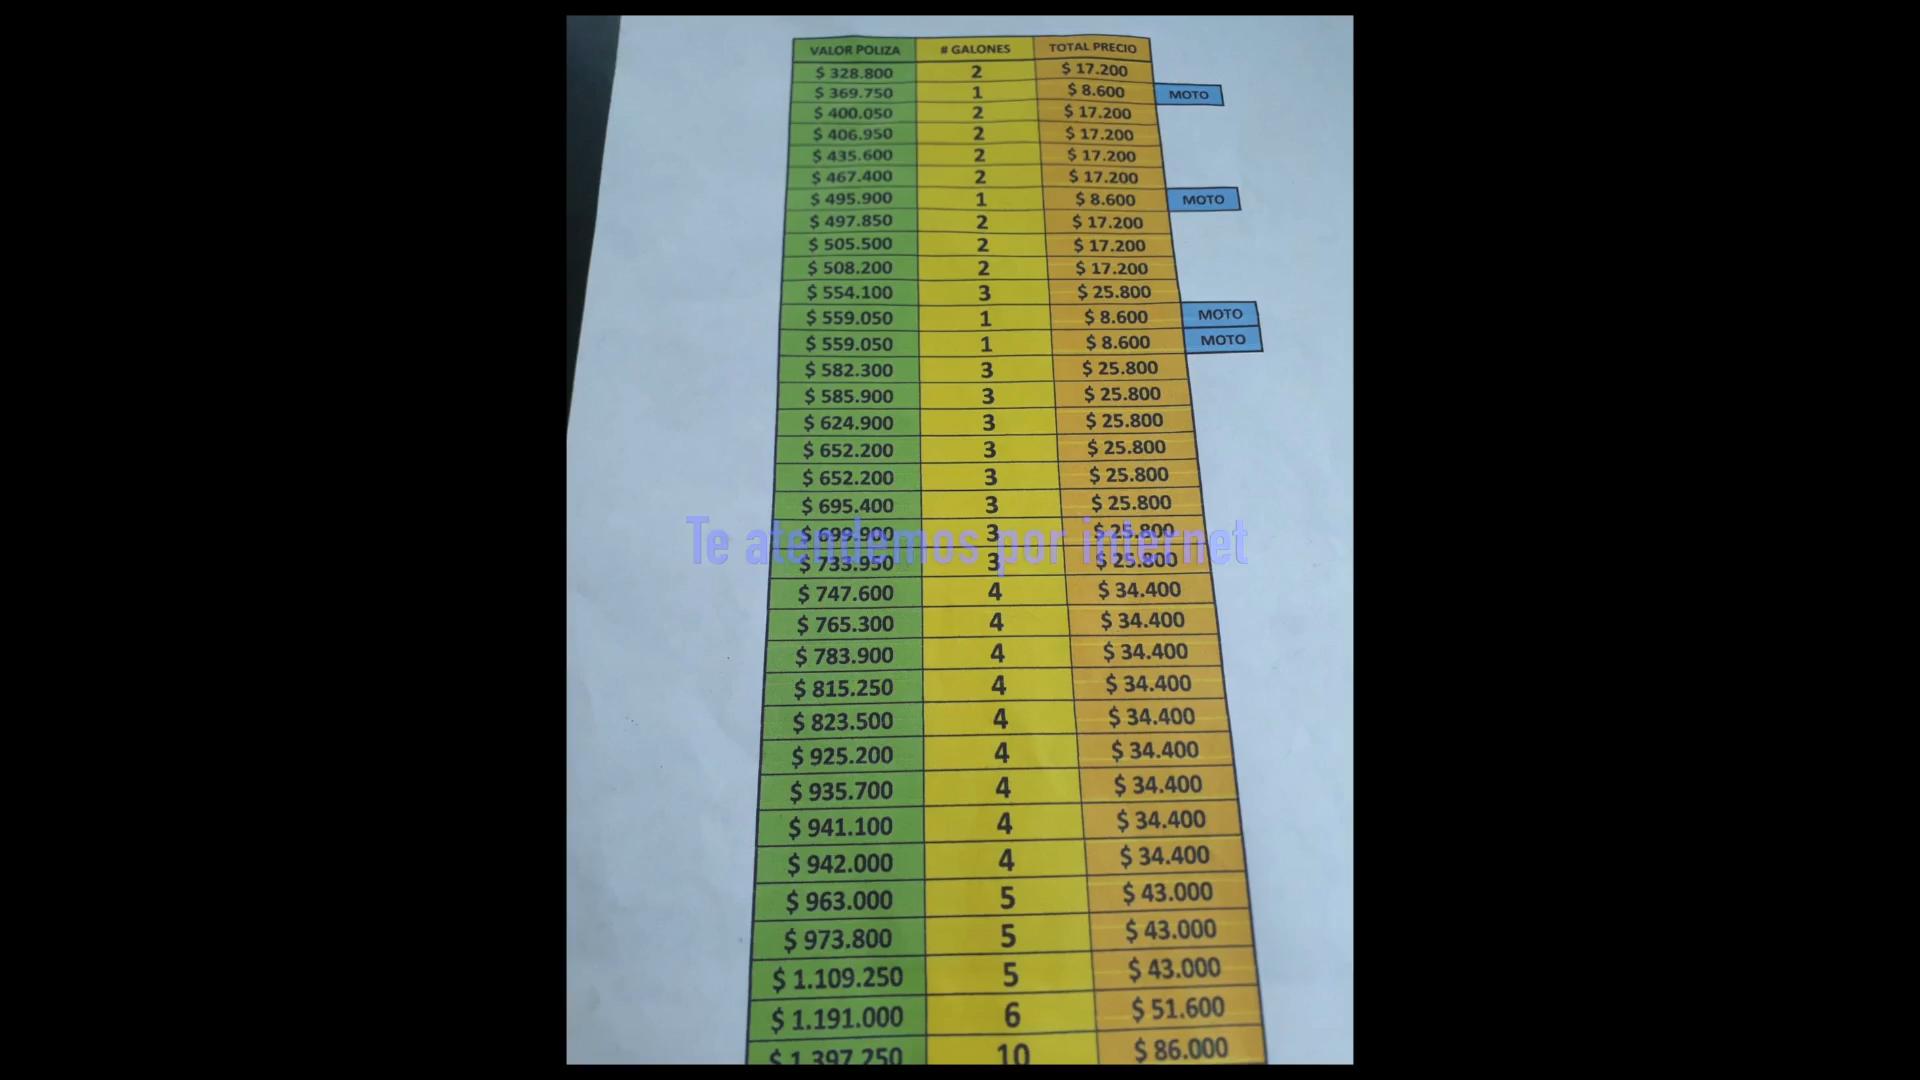 VALOR POLIZA # GALONES TOTAL PRECIO
$ 328.800 2 $ 17.200
$ 369.750 1 $ 8.600 MOTO
$ 400.050 2 $ 17.200
$ 406.950 2 $ 17.200
$ 435.600 2 $ 17.200
$ 467.400 2 $ 17.200
$ 495.900 1 $ 8.600 MOTO
$ 497.850 2 $ 17.200
$ 505.500 2 $ 17.200
$ 508.200 2 $ 17.200
$ 554.100 3 $ 25.800
$ 559.050 1 $ 8.600 MOTO
$ 559.050 1 $ 8.600 MOTO
$ 582.300 3 $ 25.800
$ 585.900 3 $ 25.800
$ 624.900 3 $ 25.800
$ 652.200 3 $ 25.800
$ 652.200 3 $ 25.800
$ 695.400 3 $ 25.800
$ 699.900 3 $ 25.800
Te atendemos por internet
$ 733.950 3 $ 25.800
$ 747.600 4 $ 34.400
$ 765.300 4 $ 34.400
$ 783.900 4 $ 34.400
$ 815.250 4 $ 34.400
$ 823.500 4 $ 34.400
$ 925.200 4 $ 34.400
$ 935.700 4 $ 34.400
$ 941.100 4 $ 34.400
$ 942.000 4 $ 34.400
$ 963.000 5 $ 43.000
$ 973.800 5 $ 43.000
$ 1.109.250 5 $ 43.000
$ 1.191.000 6 $ 51.600
$ 1.397.250 10 $ 86.000